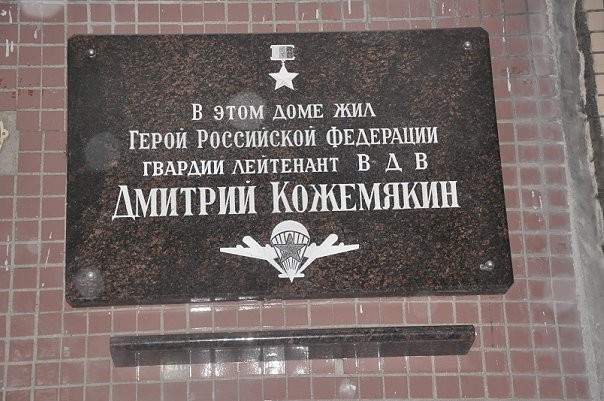 В этом доме жил
Герой Российской Федерации
гвардии лейтенант В Д В
Дмитрий Кожемякин